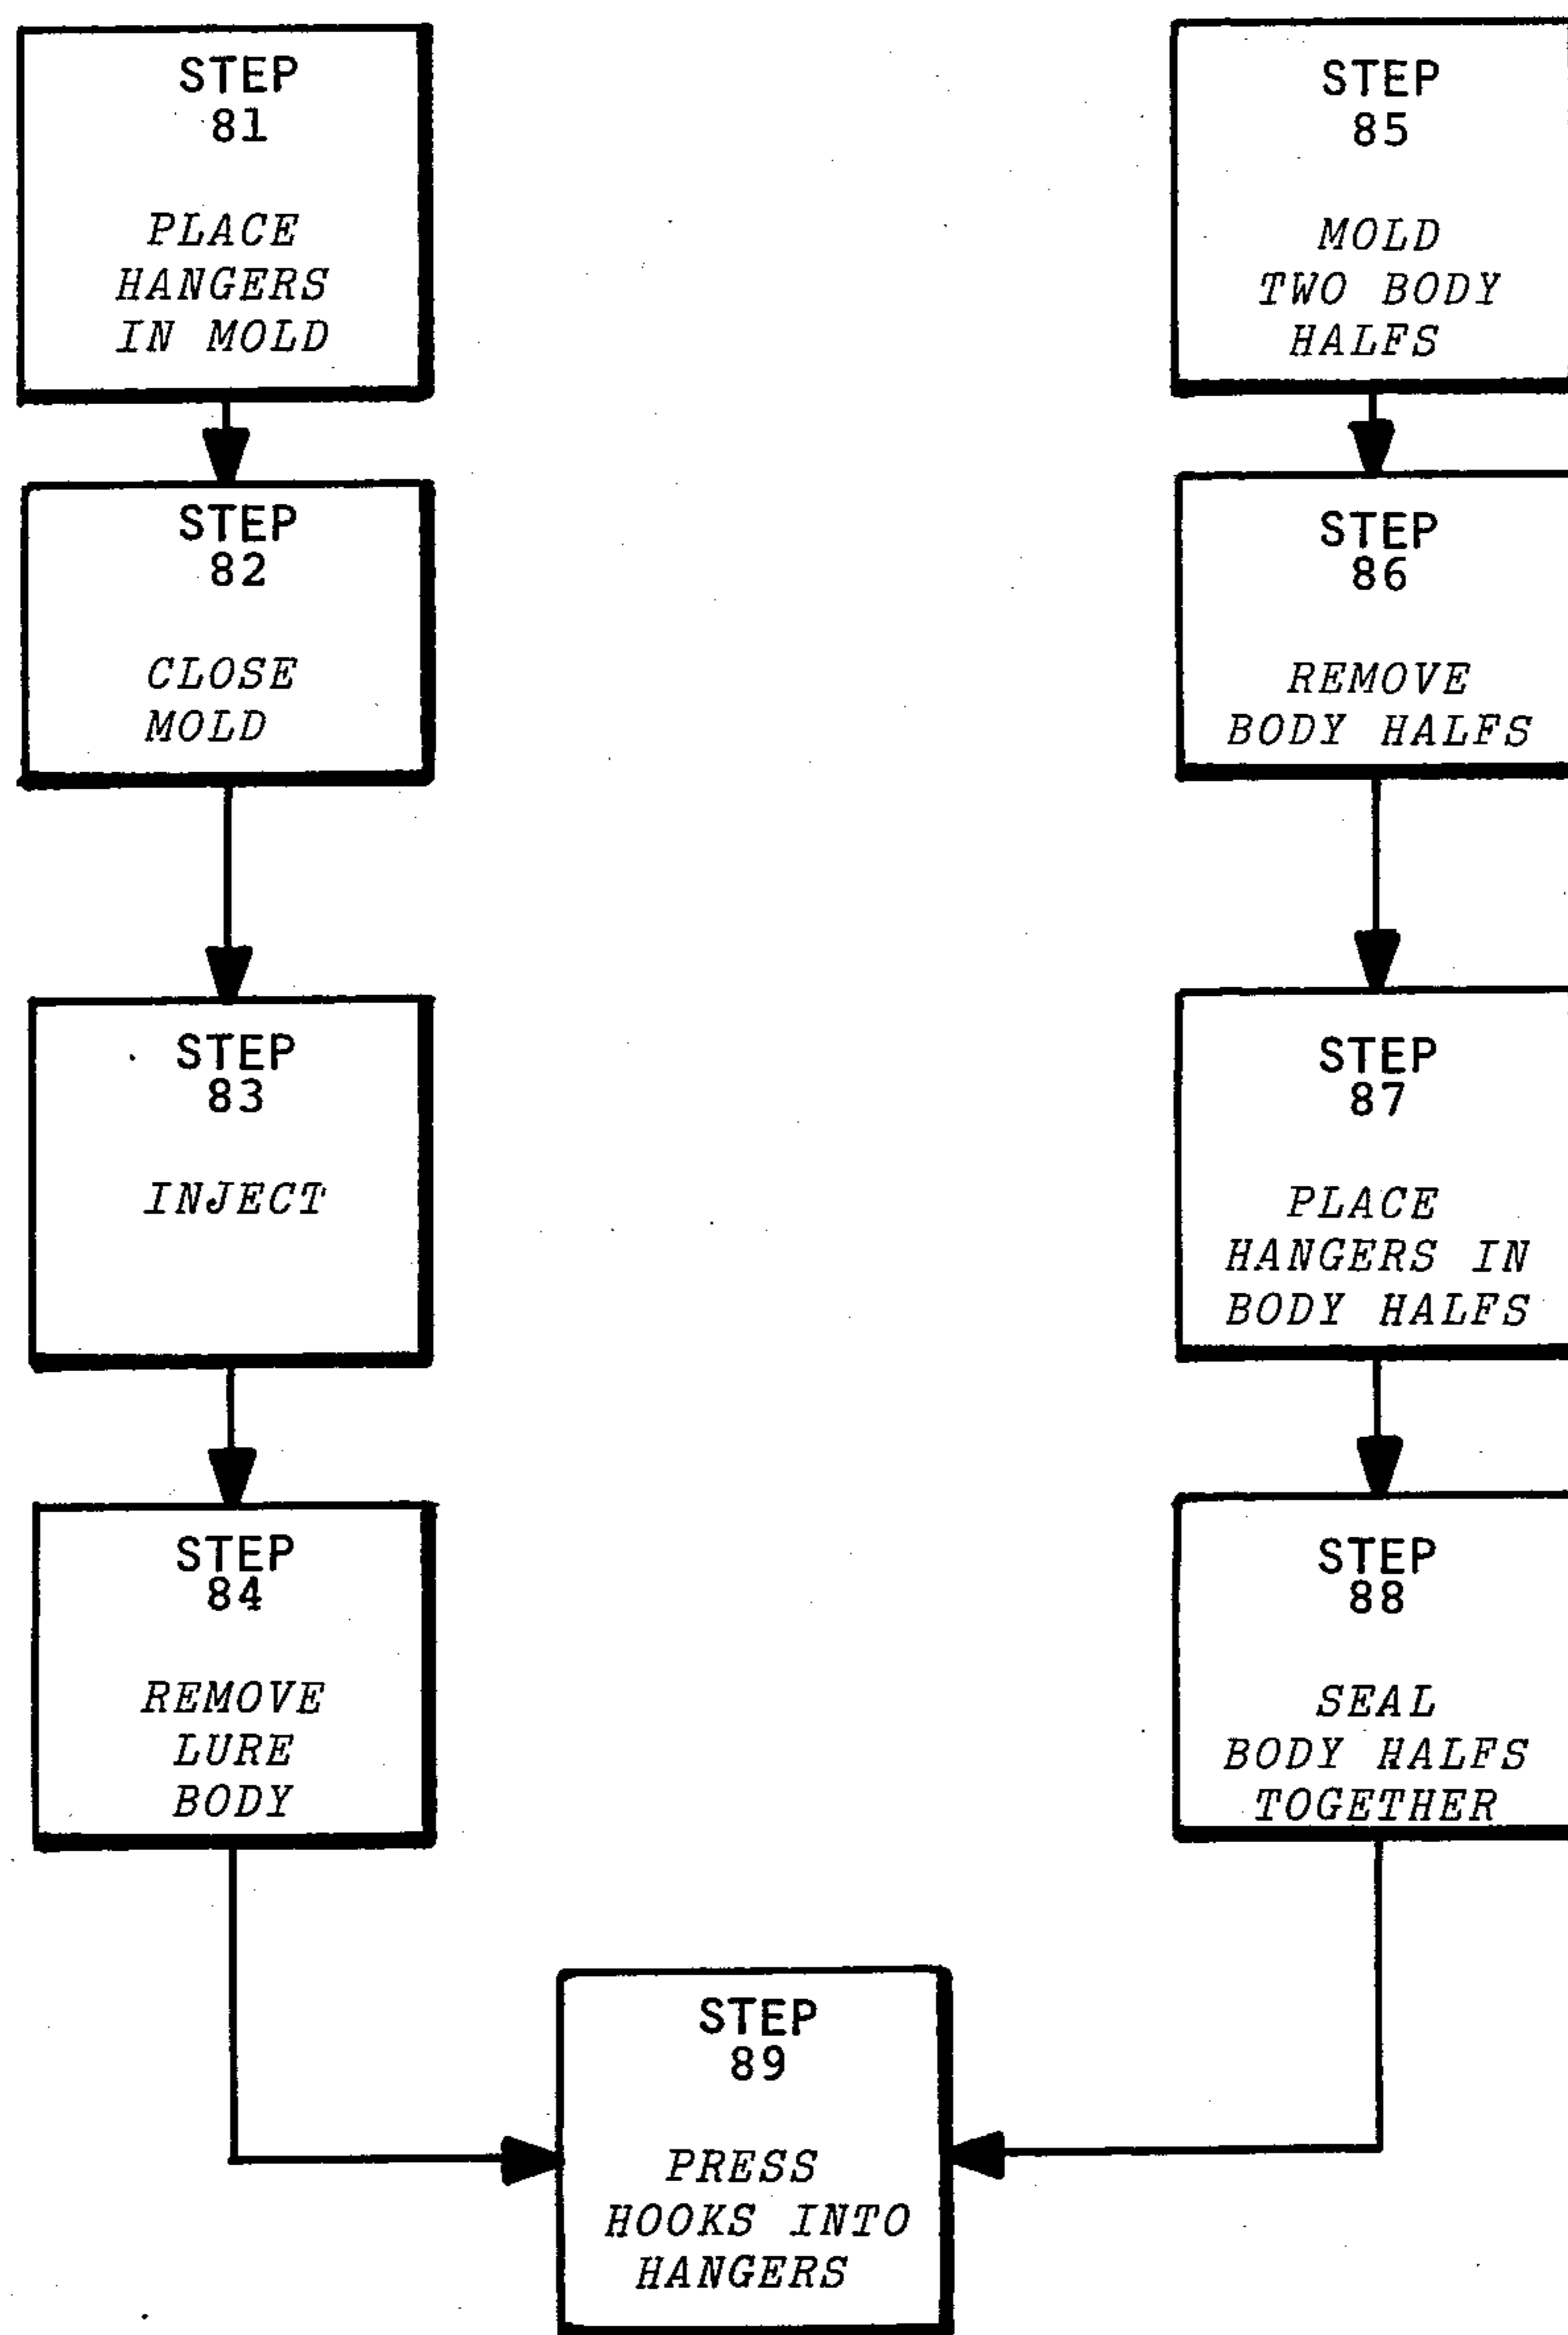 STEP
81
PLACE
HANGERS
IN MOLD
STEP
82
CLOSE
MOLD
STEP
83
INJECT
STEP
84
REMOVE
LURE
BODY
STEP
85
MOLD
TWO BODY
HALFS
STEP
86
REMOVE
BODY HALFS
STEP
87
PLACE
HANGERS IN
BODY HALFS
STEP
88
SEAL
BODY HALFS
TOGETHER
STEP
89
PRESS
HOOKS INTO
HANGERS